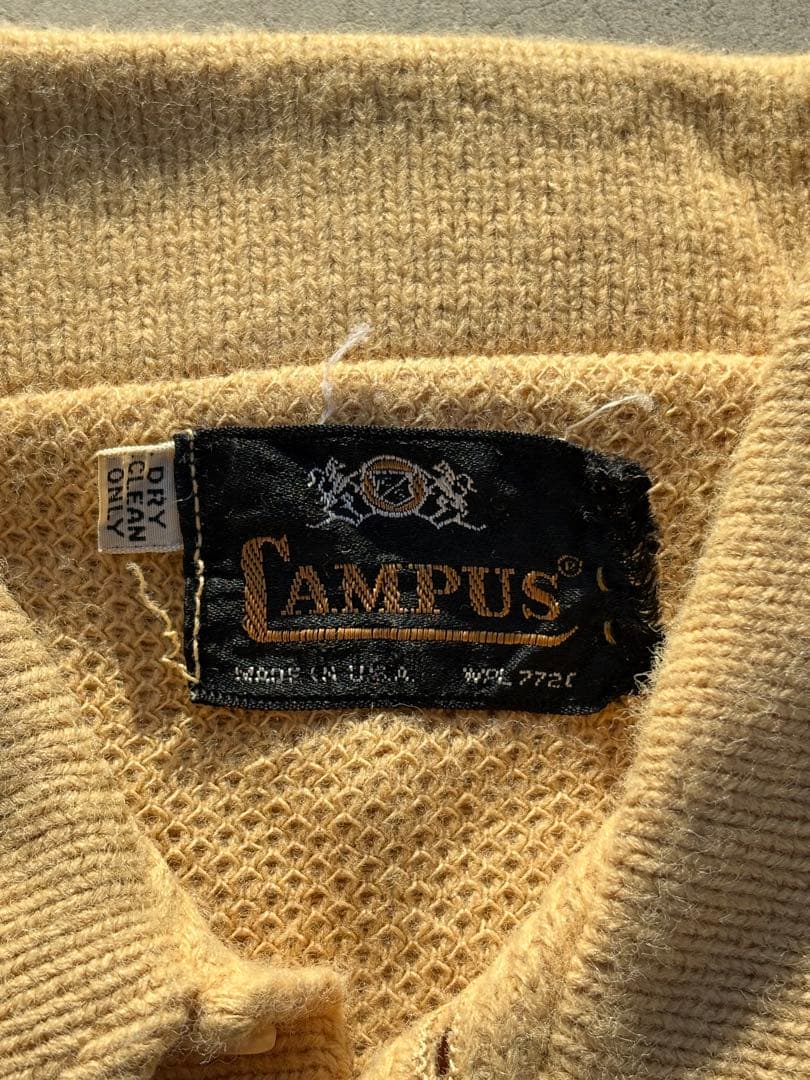 DRY
CLEAN
ONLY
CAMPUS®
MADE IN U.S.A. WPL 7720